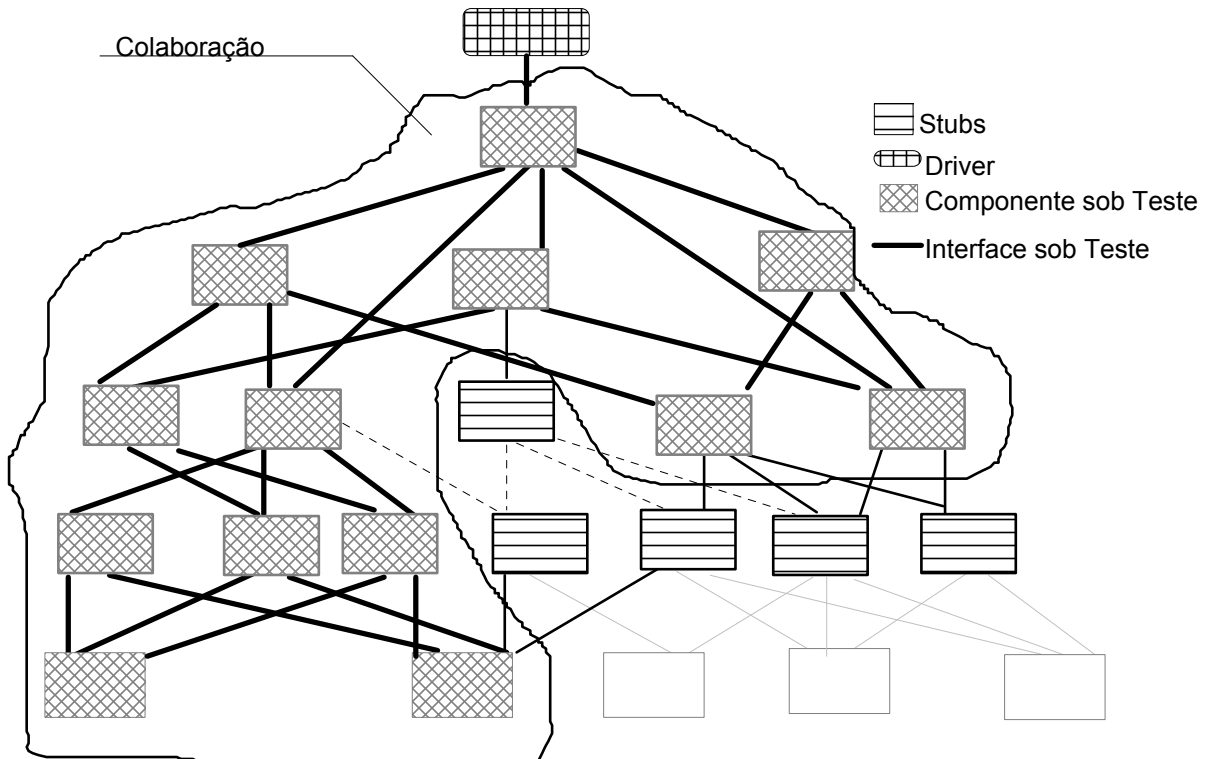 Colaboração
Stubs
Driver
Componente sob Teste
Interface sob Teste